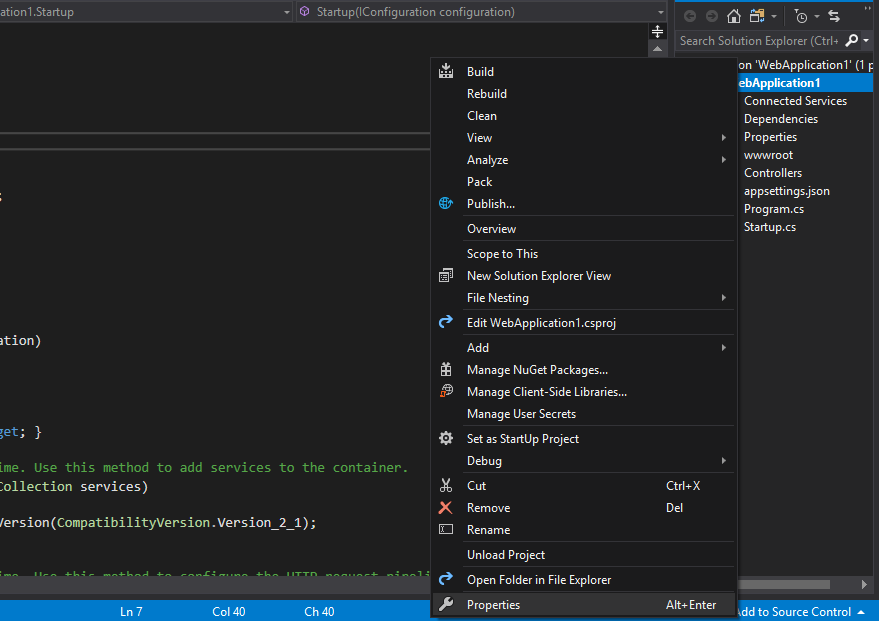 ation1.Startup
Startup(IConfiguration configuration)
Search Solution Explorer (Ctrl+
on 'WebApplication1' (1 p
ebApplication1
Connected Services
Dependencies
Properties
wwwroot
Controllers
appsettings.json
Program.cs
Startup.cs
Build
Rebuild
Clean
View
Analyze
Pack
Publish...
Overview
Scope to This
New Solution Explorer View
File Nesting
Edit WebApplication1.csproj
Add
Manage NuGet Packages...
Manage Client-Side Libraries...
Manage User Secrets
Set as StartUp Project
Debug
Cut Ctrl+X
Remove Del
Rename
Unload Project
Open Folder in File Explorer
Properties Alt+Enter
;
ation)
get; }
ime. Use this method to add services to the container.
Collection services)
Version(CompatibilityVersion.Version_2_1);
ime. Use this method to configure the HTTP request pipeli
Ln 7 Col 40 Ch 40
Add to Source Control